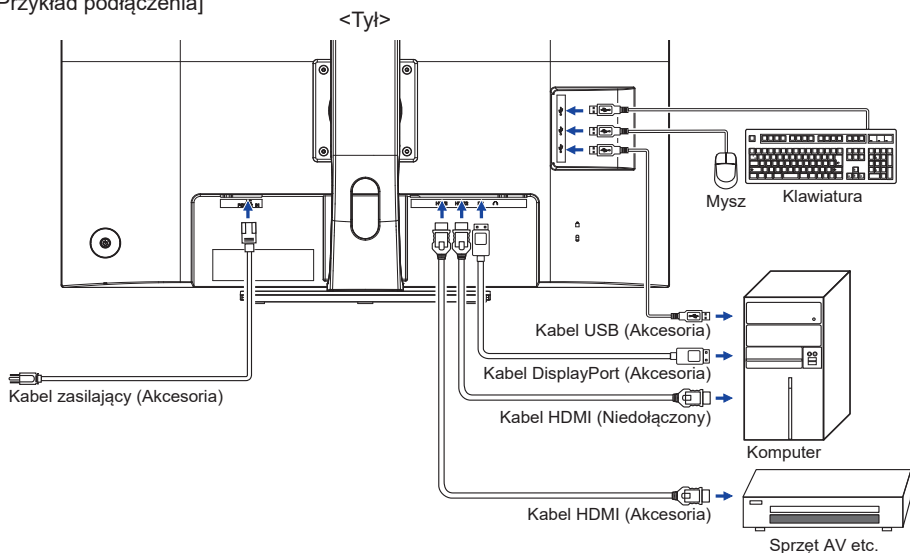 Przykład podłączenia]
<Tył>
Mysz
Klawiatura
Kabel USB (Akcesoria)
Kabel DisplayPort (Akcesoria)
Kabel zasilający (Akcesoria)
Kabel HDMI (Niedołączony)
Komputer
Kabel HDMI (Akcesoria)
Sprzęt AV etc.